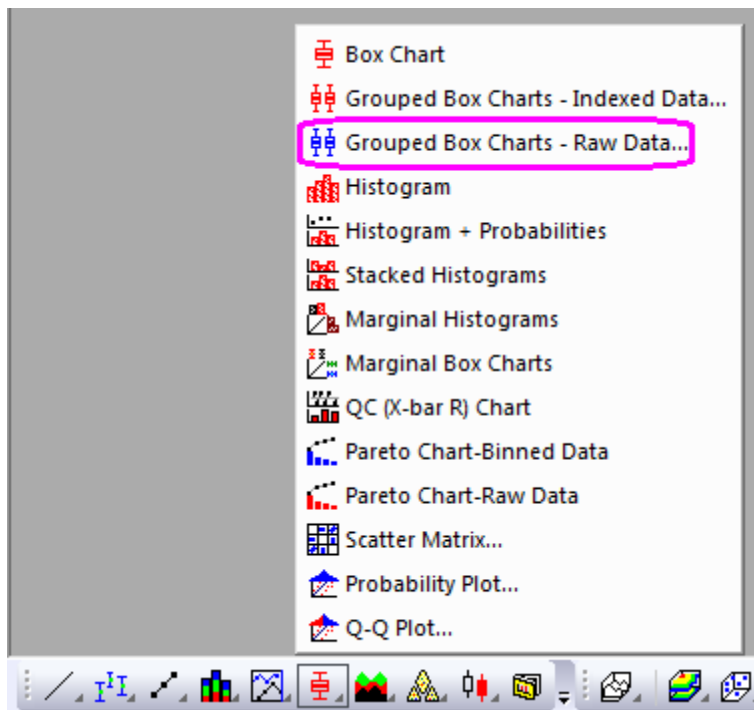 Box Chart
Grouped Box Charts - Indexed Data...
Grouped Box Charts - Raw Data...
Histogram
Histogram + Probabilities
Stacked Histograms
Marginal Histograms
Marginal Box Charts
QC (X-bar R) Chart
Pareto Chart-Binned Data
Pareto Chart-Raw Data
Scatter Matrix...
Probability Plot...
Q-Q Plot...